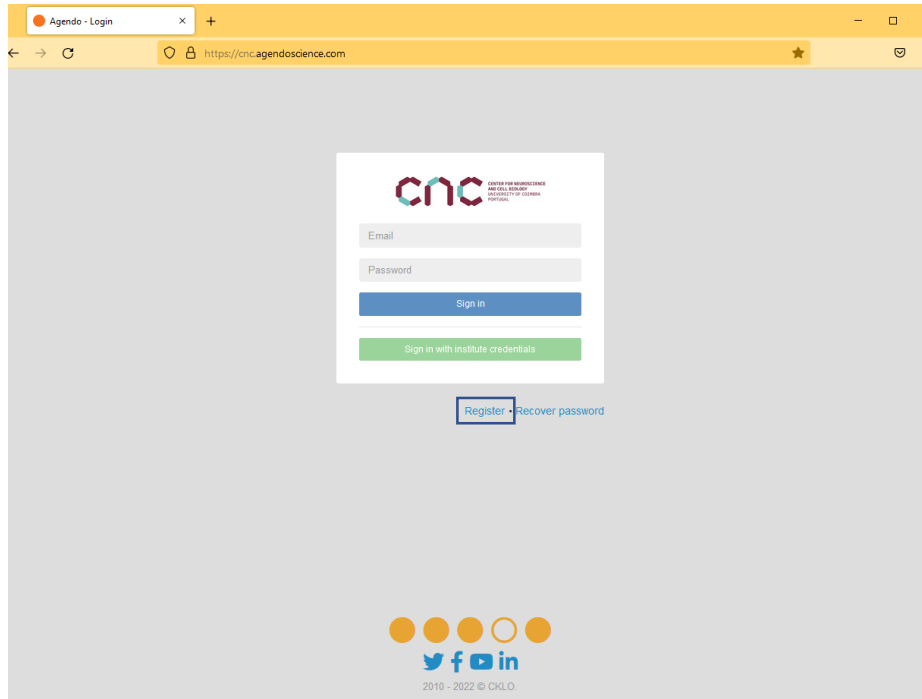 Agendo - Login
https://cnc.agendoscience.com
cnc
CENTER FOR NEUROSCIENCE
AND CELL BIOLOGY
UNIVERSITY OF COIMBRA
PORTUGAL
Email
Password
Sign in
Sign in with institute credentials
Register • Recover password
2010 - 2022 © CKLO.